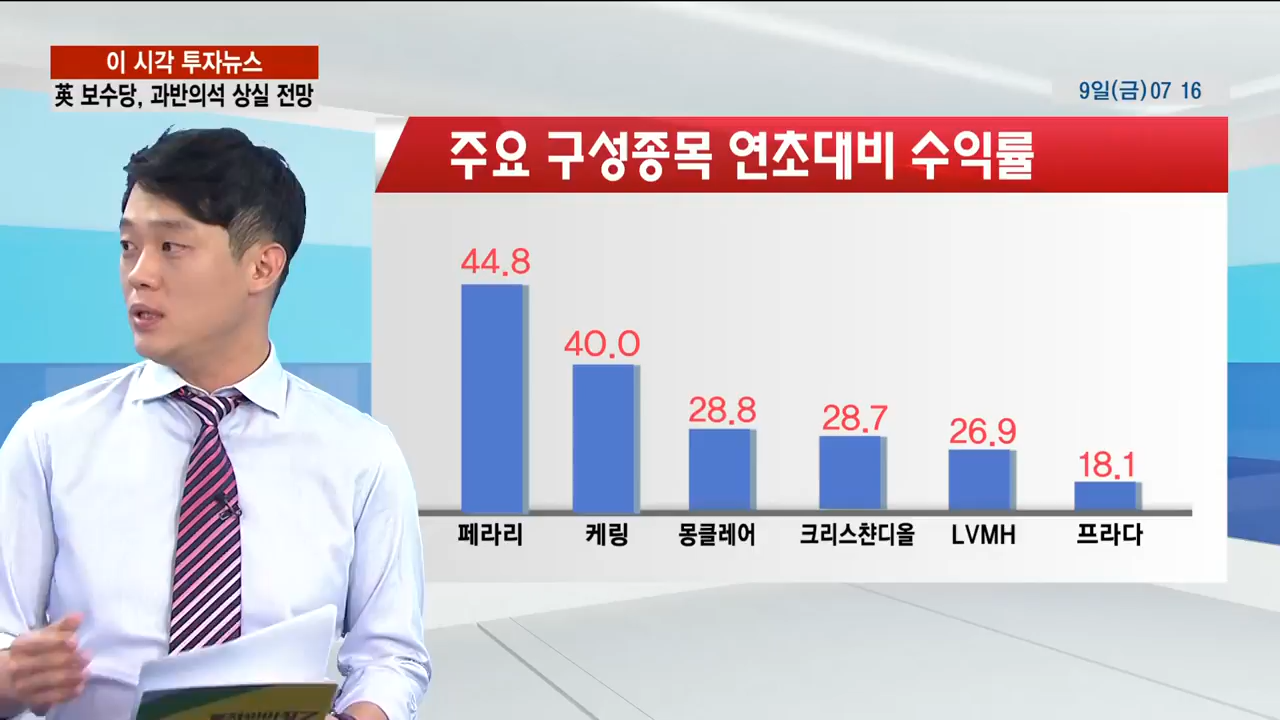 이 시각 투자뉴스
英 보수당, 과반의석 상실 전망
9일(금) 07 16
주요 구성종목 연초대비 수익률
44.8
40.0
28.8
28.7
26.9
18.1
페라리
케링
몽클레어
크리스챤디올
LVMH
프라다